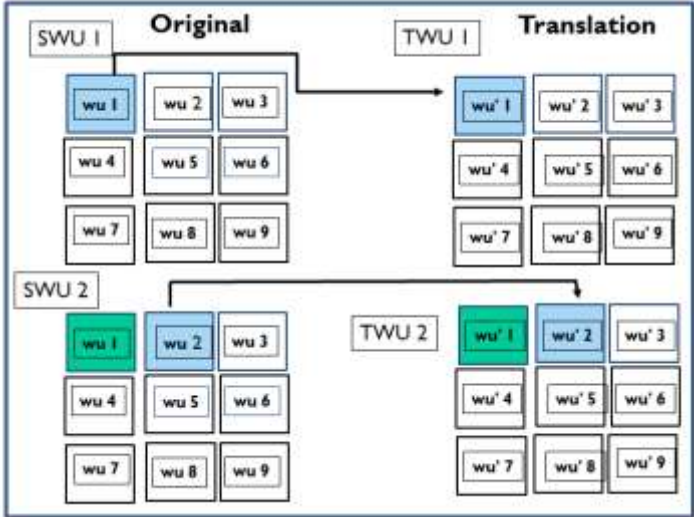 Original
Translation
SWU 1
TWU 1
wu 1 wu 2 wu 3
wu' 1 wu' 2 wu' 3
wu 4 wu 5 wu 6
wu' 4 wu' 5 wu' 6
wu 7 wu 8 wu 9
wu' 7 wu' 8 wu' 9
SWU 2
TWU 2
wu 1 wu 2 wu 3
wu' 1 wu' 2 wu' 3
wu 4 wu 5 wu 6
wu' 4 wu' 5 wu' 6
wu 7 wu 8 wu 9
wu' 7 wu' 8 wu' 9